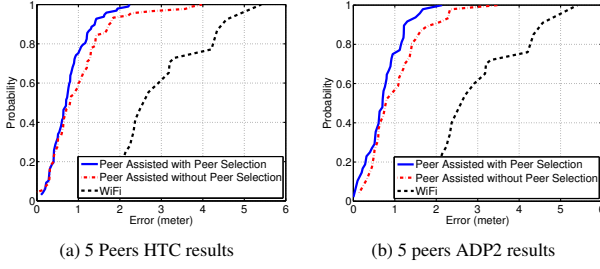 1
0.8
0.6
0.4
0.2
0
Probability
0 1 2 3 4 5 6
Error (meter)
Peer Assisted with Peer Selection
Peer Assisted without Peer Selection
WiFi
(a) 5 Peers HTC results
1
0.8
0.6
0.4
0.2
0
Probability
0 1 2 3 4 5 6
Error (meter)
Peer Assisted with Peer Selection
Peer Assisted without Peer Selection
WiFi
(b) 5 peers ADP2 results